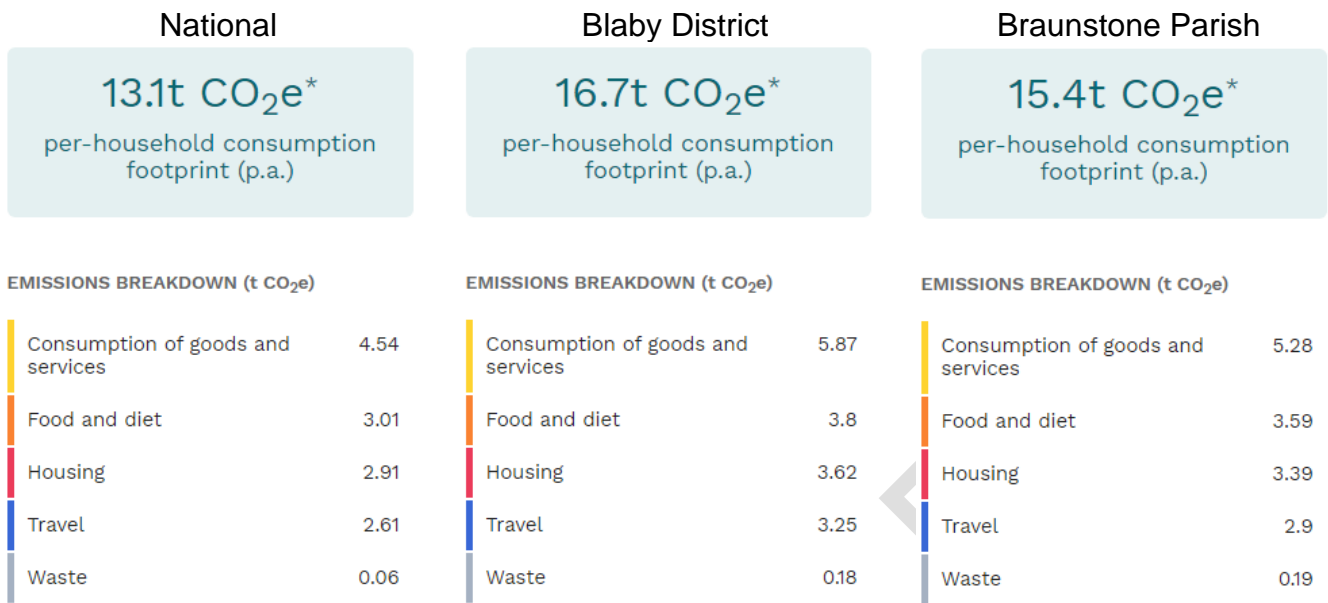 National
13.1t CO₂e*
per-household consumption
footprint (p.a.)
EMISSIONS BREAKDOWN (t CO₂e)
Consumption of goods and services 4.54
Food and diet 3.01
Housing 2.91
Travel 2.61
Waste 0.06
Blaby District
16.7t CO₂e*
per-household consumption
footprint (p.a.)
EMISSIONS BREAKDOWN (t CO₂e)
Consumption of goods and services 5.87
Food and diet 3.8
Housing 3.62
Travel 3.25
Waste 0.18
Braunstone Parish
15.4t CO₂e*
per-household consumption
footprint (p.a.)
EMISSIONS BREAKDOWN (t CO₂e)
Consumption of goods and services 5.28
Food and diet 3.59
Housing 3.39
Travel 2.9
Waste 0.19